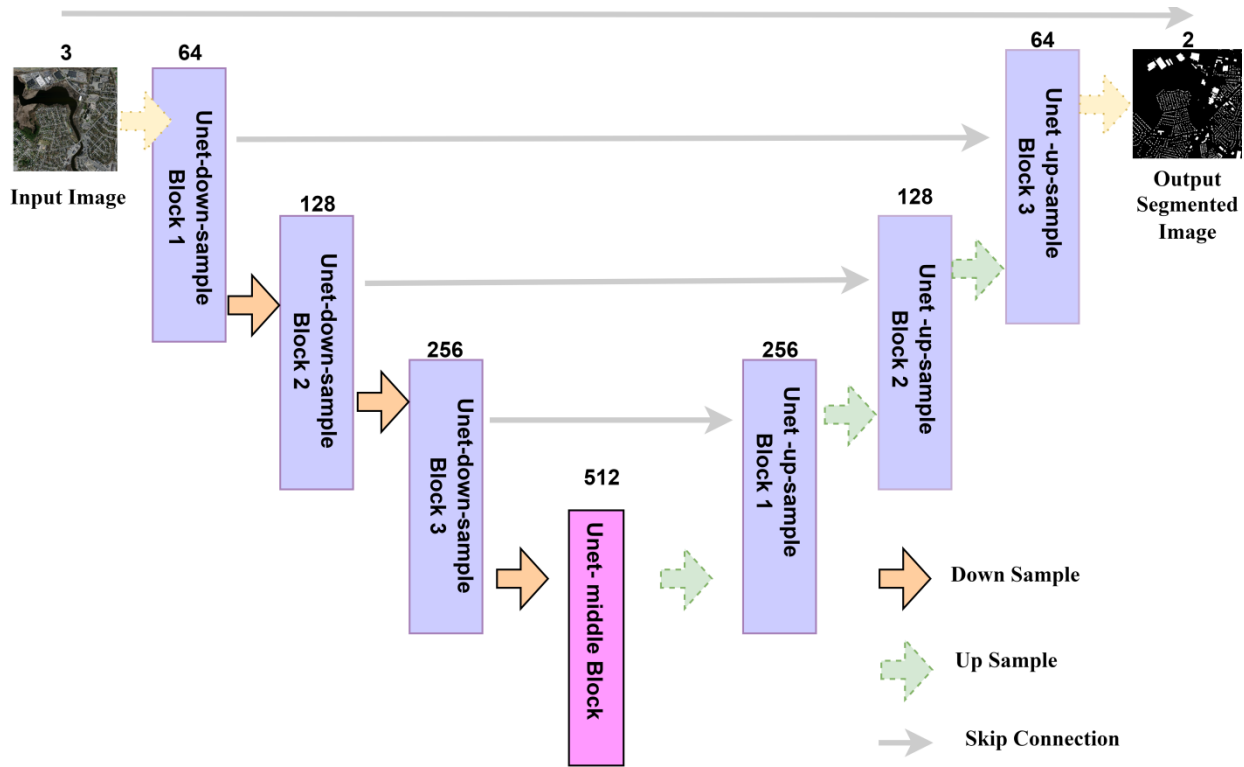 3
64
64
2
Input Image
Unet-down-sample
Block 1
Unet -up-sample
Block 3
Output
Segmented
Image
128
128
Unet-down-sample
Block 2
Unet -up-sample
Block 2
256
256
Unet-down-sample
Block 3
Unet -up-sample
Block 1
512
Unet- middle Block
Down Sample
Up Sample
Skip Connection